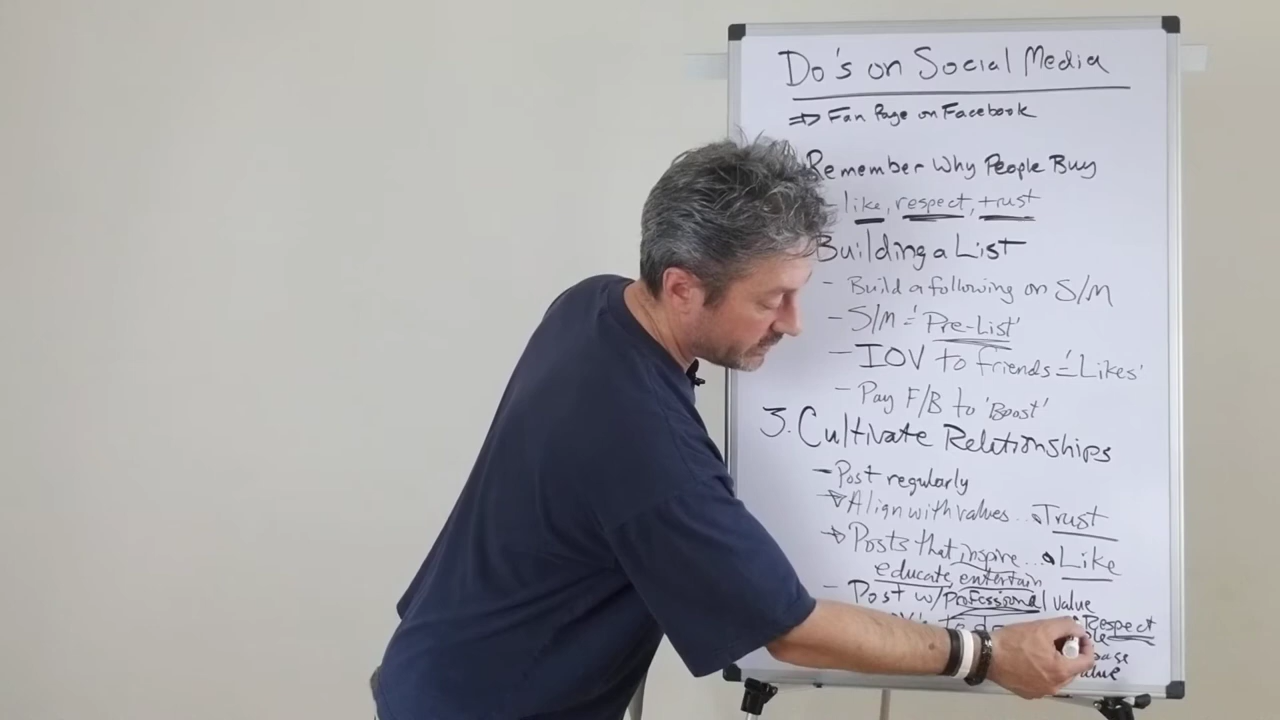 Do's on Social Media
⇒ Fan Page on Facebook
Remember Why People Buy
- like, respect, trust
Building a List
- Build a following on S/M
- S/M = 'Pre-List'
- IOV to friends = 'Likes'
- Pay F/B to 'Boost'
3. Cultivate Relationships
- Post regularly
Align with values... Trust
Posts that inspire... Like
educate, entertain
- Post w/professional value
Respect